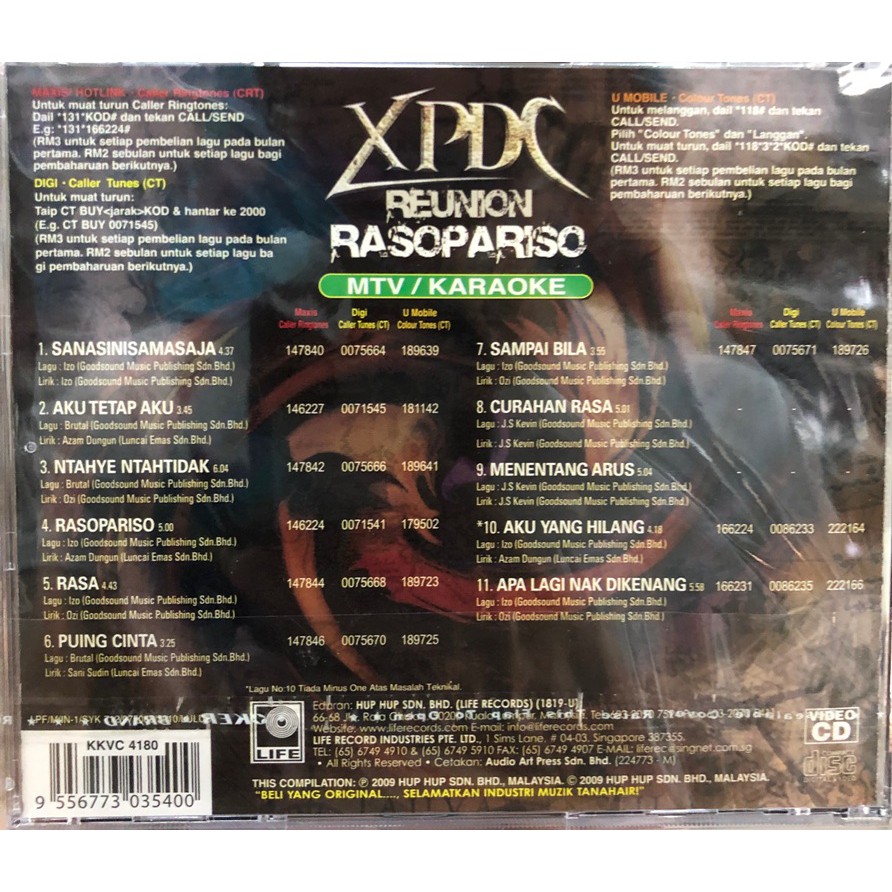 MAXIS' HOTLINK - Caller Ringtones (CRT)
Untuk muat turun Caller Ringtones:
Dail *131*KOD# dan tekan CALL/SEND
E.g: *131*166224#
(RM3 untuk setiap pembelian lagu pada bulan
pertama. RM2 sebulan untuk setiap lagu bagi
pembaharuan berikutnya.)
DIGI - Caller Tunes (CT)
Untuk muat turun:
Taip CT BUY<jarak>KOD & hantar ke 2000
(E.g. CT BUY 0071545)
(RM3 untuk setiap pembelian lagu pada bulan
pertama. RM2 sebulan untuk setiap lagu ba
gi pembaharuan berikutnya.)
XPDC
REUNION
RASOPARISO
MTV / KARAOKE
U MOBILE - Colour Tones (CT)
Untuk melanggan, dail *118# dan tekan
CALL/SEND.
Pilih "Colour Tones" dan "Langgan".
Untuk muat turun, dail *118*3*2*KOD# dan tekan
CALL/SEND.
(RM3 untuk setiap pembelian lagu pada bulan
pertama. RM2 sebulan untuk setiap lagu bagi
pembaharuan berikutnya.)
Maxis Digi U Mobile
Caller Ringtones Caller Tunes (CT) Colour Tones (CT)
1. SANASINISAMASAJA 4.37 147840 0075664 189639
Lagu : Izo (Goodsound Music Publishing Sdn.Bhd.)
Lirik : Izo (Goodsound Music Publishing Sdn.Bhd.)
2. AKU TETAP AKU 3.45 146227 0071545 181142
Lagu : Brutal (Goodsound Music Publishing Sdn.Bhd.)
Lirik : Azam Dungun (Luncai Emas Sdn.Bhd.)
3. NTAHYE NTAHTIDAK 6.04 147842 0075666 189641
Lagu : Brutal (Goodsound Music Publishing Sdn.Bhd.)
Lirik : Ozi (Goodsound Music Publishing Sdn.Bhd.)
4. RASOPARISO 5.00 146224 0071541 179502
Lagu : Izo (Goodsound Music Publishing Sdn.Bhd.)
Lirik : Azam Dungun (Luncai Emas Sdn.Bhd.)
5. RASA 4.43 147844 0075668 189723
Lagu : Izo (Goodsound Music Publishing Sdn.Bhd.)
Lirik : Ozi (Goodsound Music Publishing Sdn.Bhd.)
6. PUING CINTA 3.25 147846 0075670 189725
Lagu : Brutal (Goodsound Music Publishing Sdn.Bhd.)
Lirik : Sani Sudin (Luncai Emas Sdn.Bhd.)
Maxis Digi U Mobile
Caller Ringtones Caller Tunes (CT) Colour Tones (CT)
7. SAMPAI BILA 3.55 147847 0075671 189726
Lagu : Izo (Goodsound Music Publishing Sdn.Bhd.)
Lirik : Ozi (Goodsound Music Publishing Sdn.Bhd.)
8. CURAHAN RASA 5.01 - - -
Lagu : J.S Kevin (Goodsound Music Publishing Sdn.Bhd.)
Lirik : J.S Kevin (Goodsound Music Publishing Sdn.Bhd.)
9. MENENTANG ARUS 5.04 - - -
Lagu : J.S Kevin (Goodsound Music Publishing Sdn.Bhd.)
Lirik : J.S Kevin (Goodsound Music Publishing Sdn.Bhd.)
*10. AKU YANG HILANG 4.18 166224 0086233 222164
Lagu : Izo (Goodsound Music Publishing Sdn.Bhd.)
Lirik : Azam Dungun (Luncai Emas Sdn.Bhd.)
11. APA LAGI NAK DIKENANG 5.58 166231 0086235 222166
Lagu : Izo (Goodsound Music Publishing Sdn.Bhd.)
Lirik : Ozi (Goodsound Music Publishing Sdn.Bhd.)
*Lagu No:10 Tiada Minus One Atas Masalah Teknikal.
Edaran: HUP HUP SDN. BHD. (LIFE RECORDS) (1819-U)
66-68
Website: www.liferecords
LIFE RECORD INDUSTRIES PTE. LTD., 1 Sims Lane, # 04-03, Singapore 387355.
TEL: (65) 6749 4910 & (65) 6749 5910 FAX: (65) 6749 4907 E-MAIL: liferec@singnet.com.sg
• All Rights Reserved • Cetakan: Audio Art Press Sdn. Bhd. (224773 - M)
LIFE
VIDEO
CD
disc
KKVC 4180
9 556773 035400
THIS COMPILATION: ℗ 2009 HUP HUP SDN. BHD., MALAYSIA. © 2009 HUP HUP SDN. BHD., MALAYSIA.
"BELI YANG ORIGINAL...., SELAMATKAN INDUSTRI MUZIK TANAHAIR!"